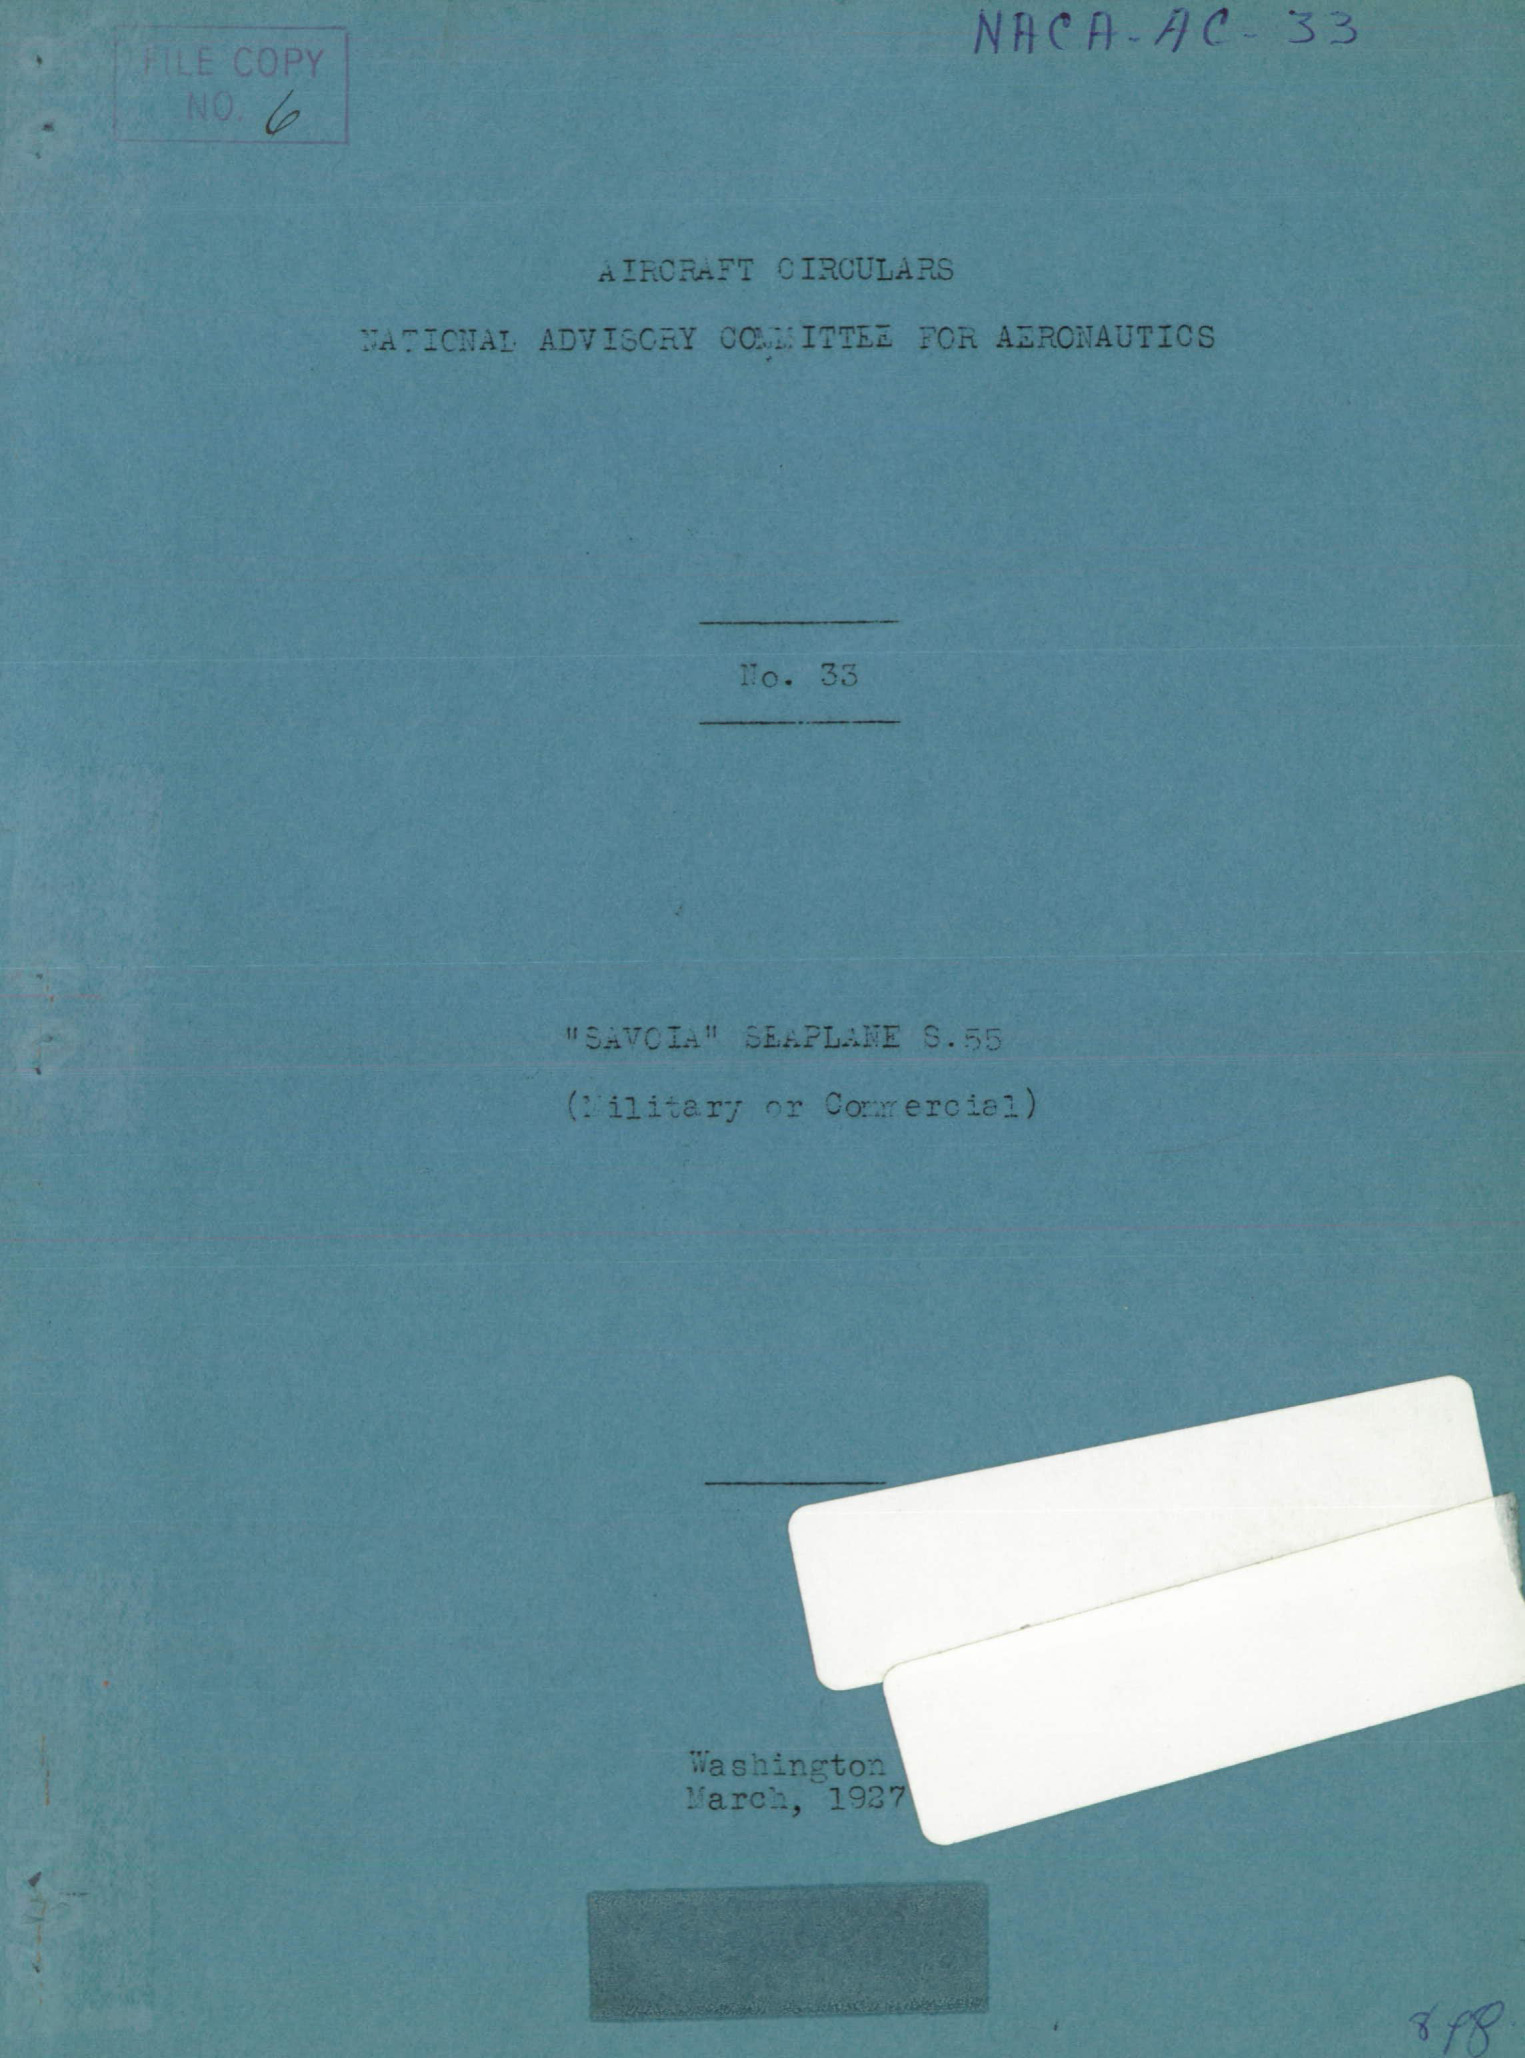 NACA-AC-33
FILE COPY
NO. 6
AIRCRAFT CIRCULARS
NATIONAL ADVISORY COMMITTEE FOR AERONAUTICS
No. 33
"SAVOIA" SEAPLANE S.55
(Military or Commercial)
Washington
March, 1927